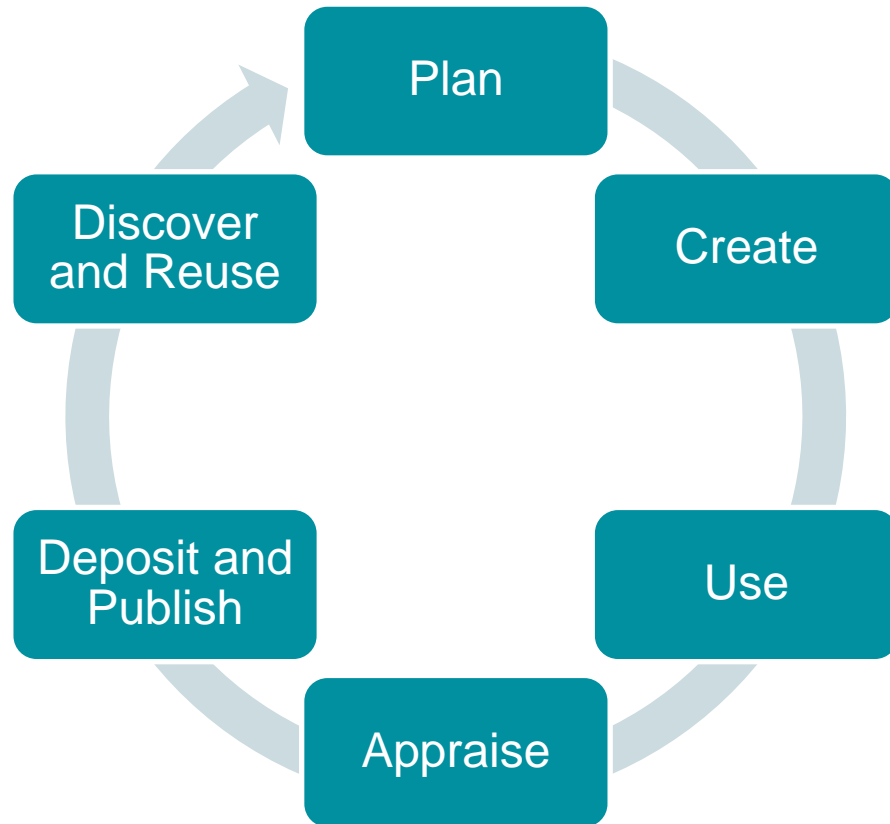 Plan
Create
Use
Appraise
Deposit and
Publish
Discover
and Reuse